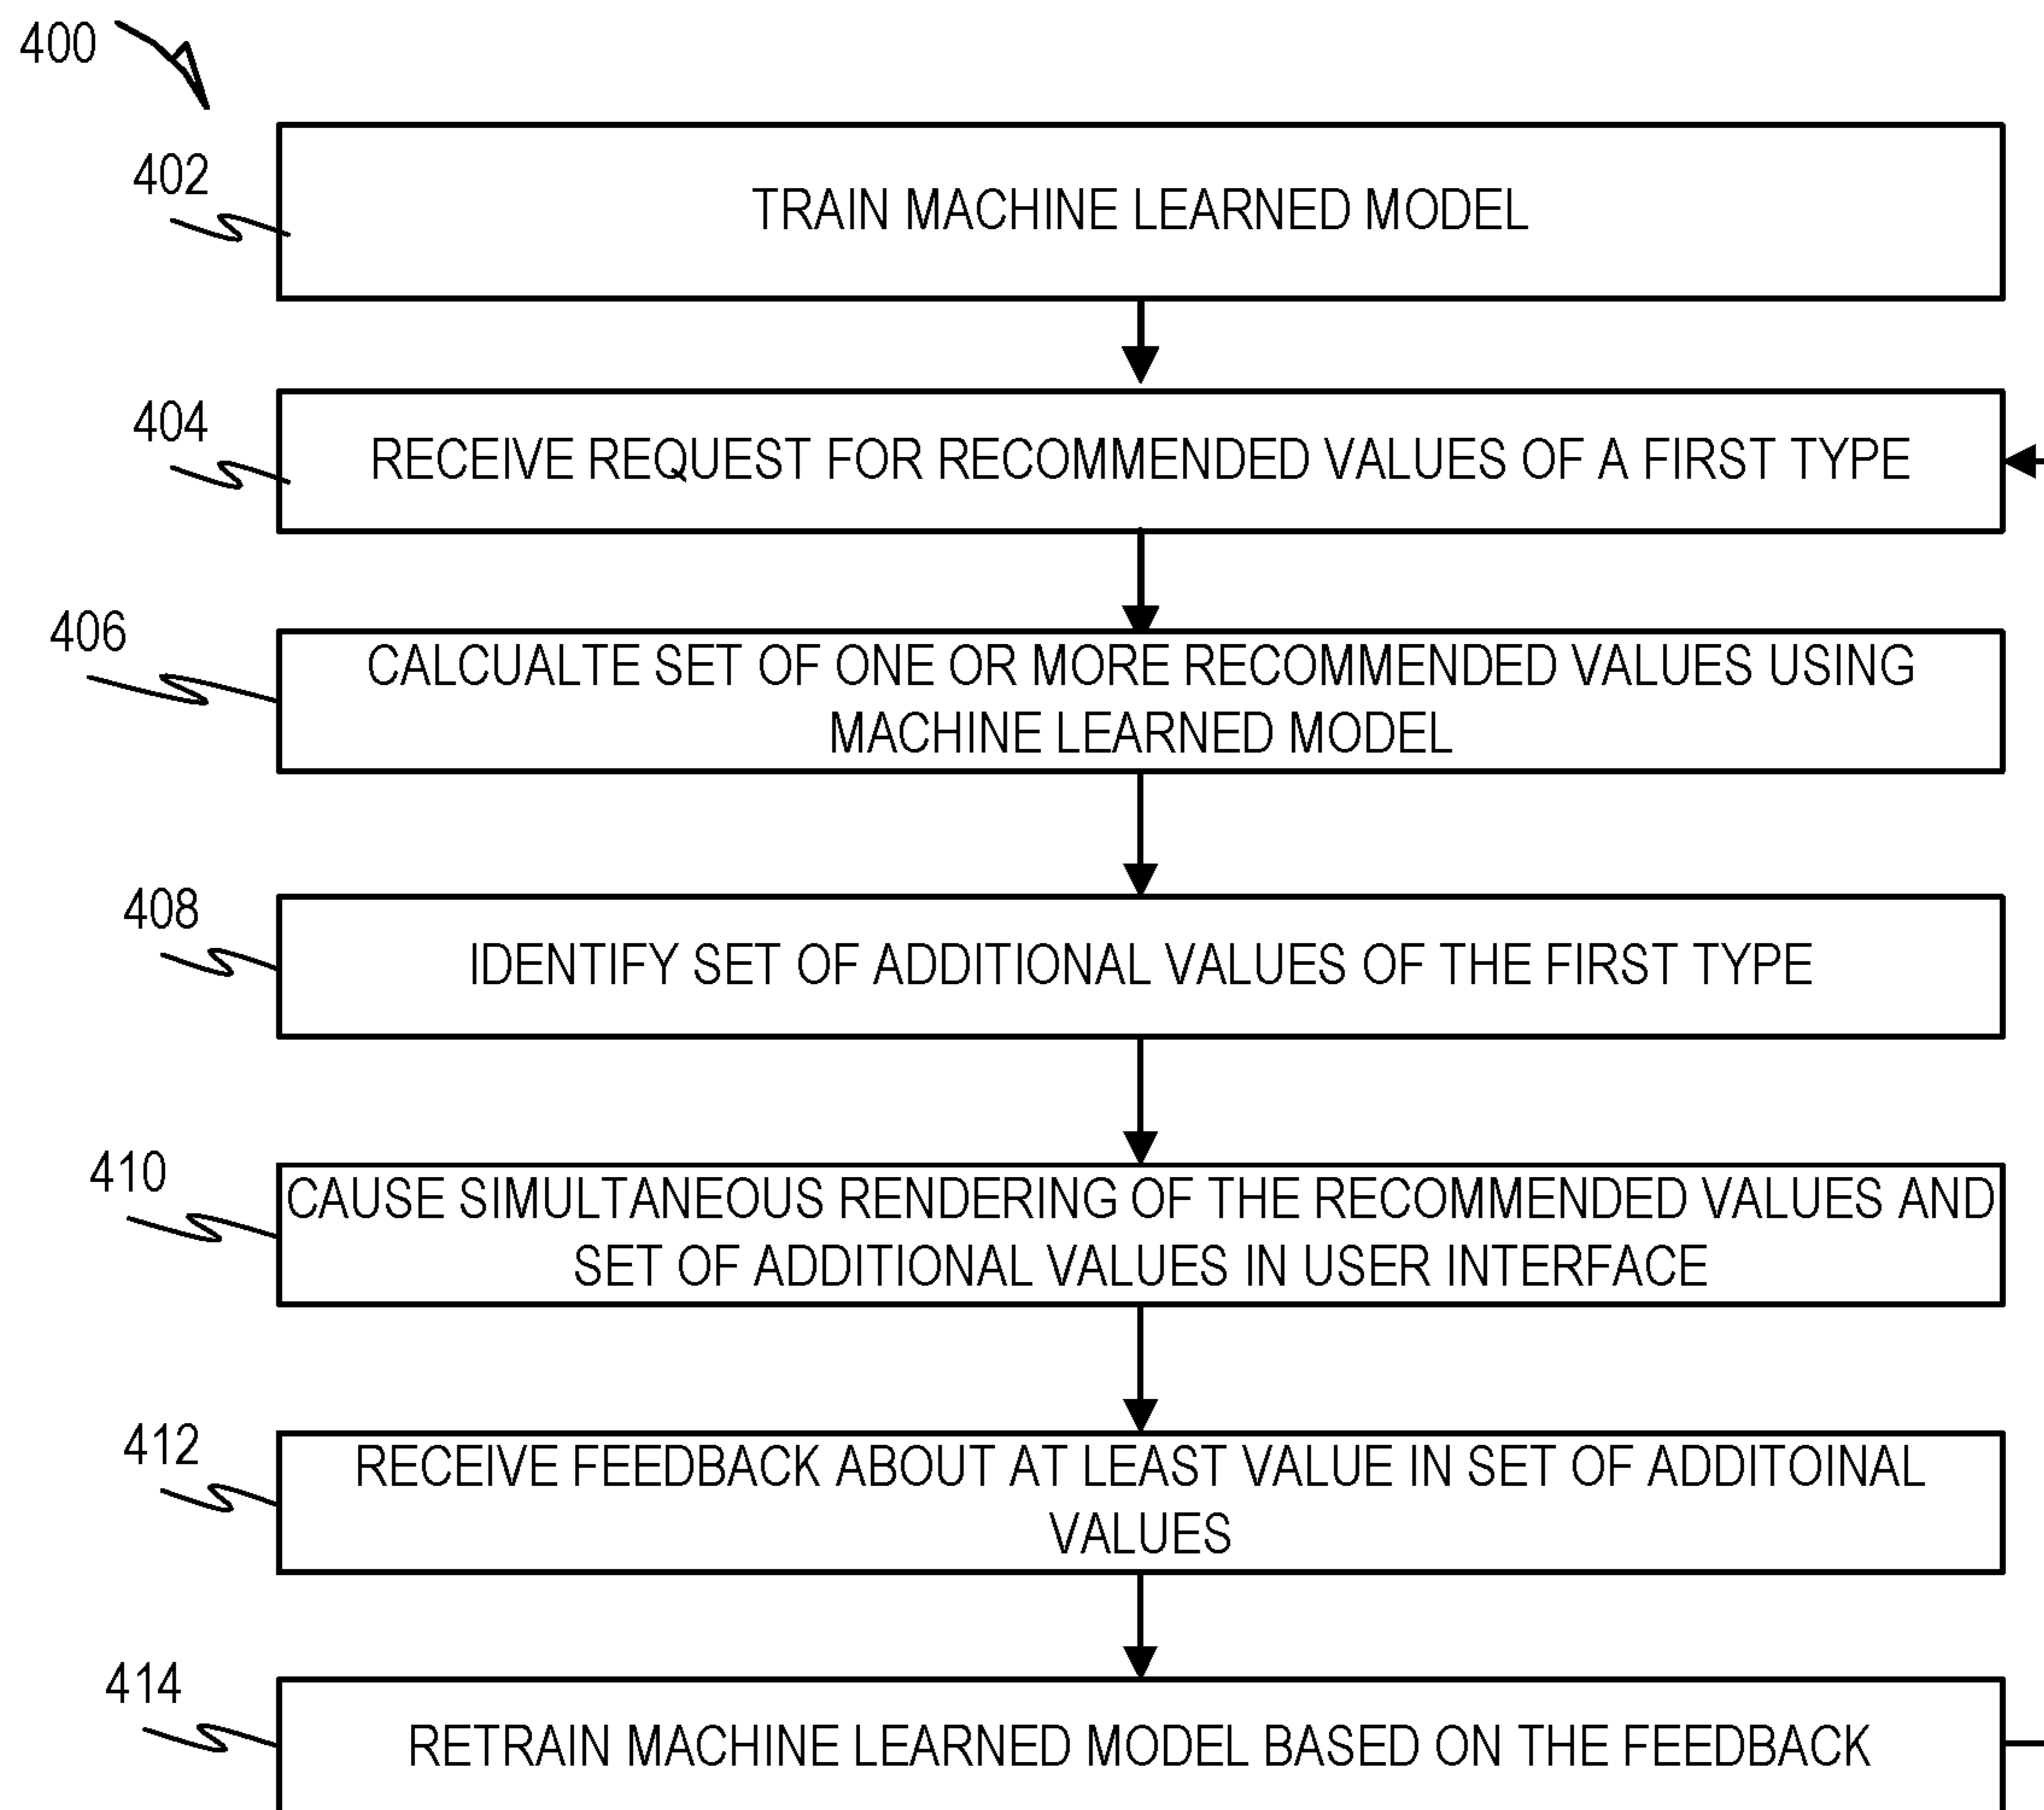 400
402
TRAIN MACHINE LEARNED MODEL
404
RECEIVE REQUEST FOR RECOMMENDED VALUES OF A FIRST TYPE
406
CALCUALTE SET OF ONE OR MORE RECOMMENDED VALUES USING
MACHINE LEARNED MODEL
408
IDENTIFY SET OF ADDITIONAL VALUES OF THE FIRST TYPE
410
CAUSE SIMULTANEOUS RENDERING OF THE RECOMMENDED VALUES AND
SET OF ADDITIONAL VALUES IN USER INTERFACE
412
RECEIVE FEEDBACK ABOUT AT LEAST VALUE IN SET OF ADDITOINAL
VALUES
414
RETRAIN MACHINE LEARNED MODEL BASED ON THE FEEDBACK